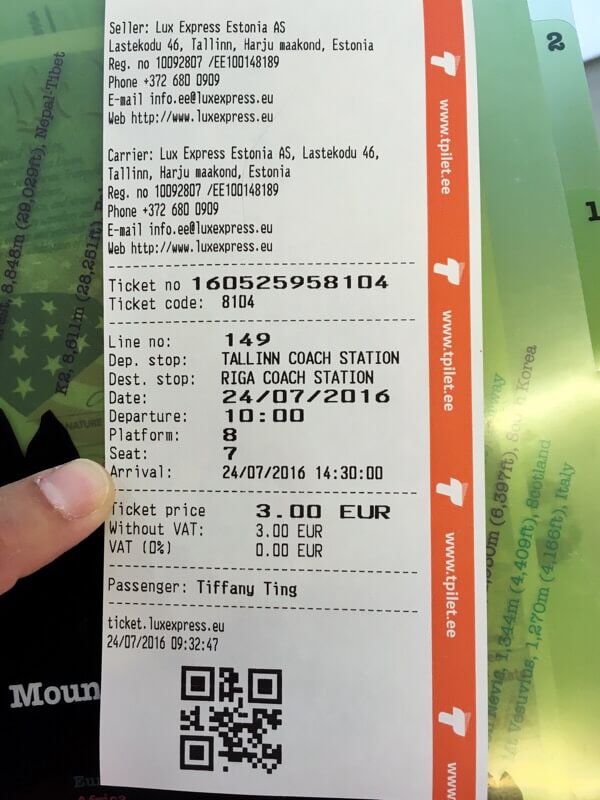 Seller: Lux Express Estonia AS
Lastekodu 46, Tallinn, Harju maakond, Estonia
Reg. no 10092807 /EE100148189
Phone +372 680 0909
E-mail info.ee@luxexpress.eu
Web http://www.luxexpress.eu
Carrier: Lux Express Estonia AS, Lastekodu 46,
Tallinn, Harju maakond, Estonia
Reg. no 10092807 /EE100148189
Phone +372 680 0909
E-mail info.ee@luxexpress.eu
Web http://www.luxexpress.eu
Ticket no 160525958104
Ticket code: 8104
Line no: 149
Dep. stop: TALLINN COACH STATION
Dest. stop: RIGA COACH STATION
Date: 24/07/2016
Departure: 10:00
Platform: 8
Seat: 7
Arrival: 24/07/2016 14:30:00
Ticket price 3.00 EUR
Without VAT: 3.00 EUR
VAT (0%) 0.00 EUR
Passenger: Tiffany Ting
ticket.luxexpress.eu
24/07/2016 09:32:47
www.tpilet.ee
www.tpilet.ee
www.tpilet.ee
www
2
1
8,848m (29,029ft), Nepal-Tibet
K2, 8,611m (28,251ft)
Moun
(6,397ft), South Korea
Nevis, 1,344m (4,409ft), Scotland
Vesuvius, 1,270m (4,166ft), Italy